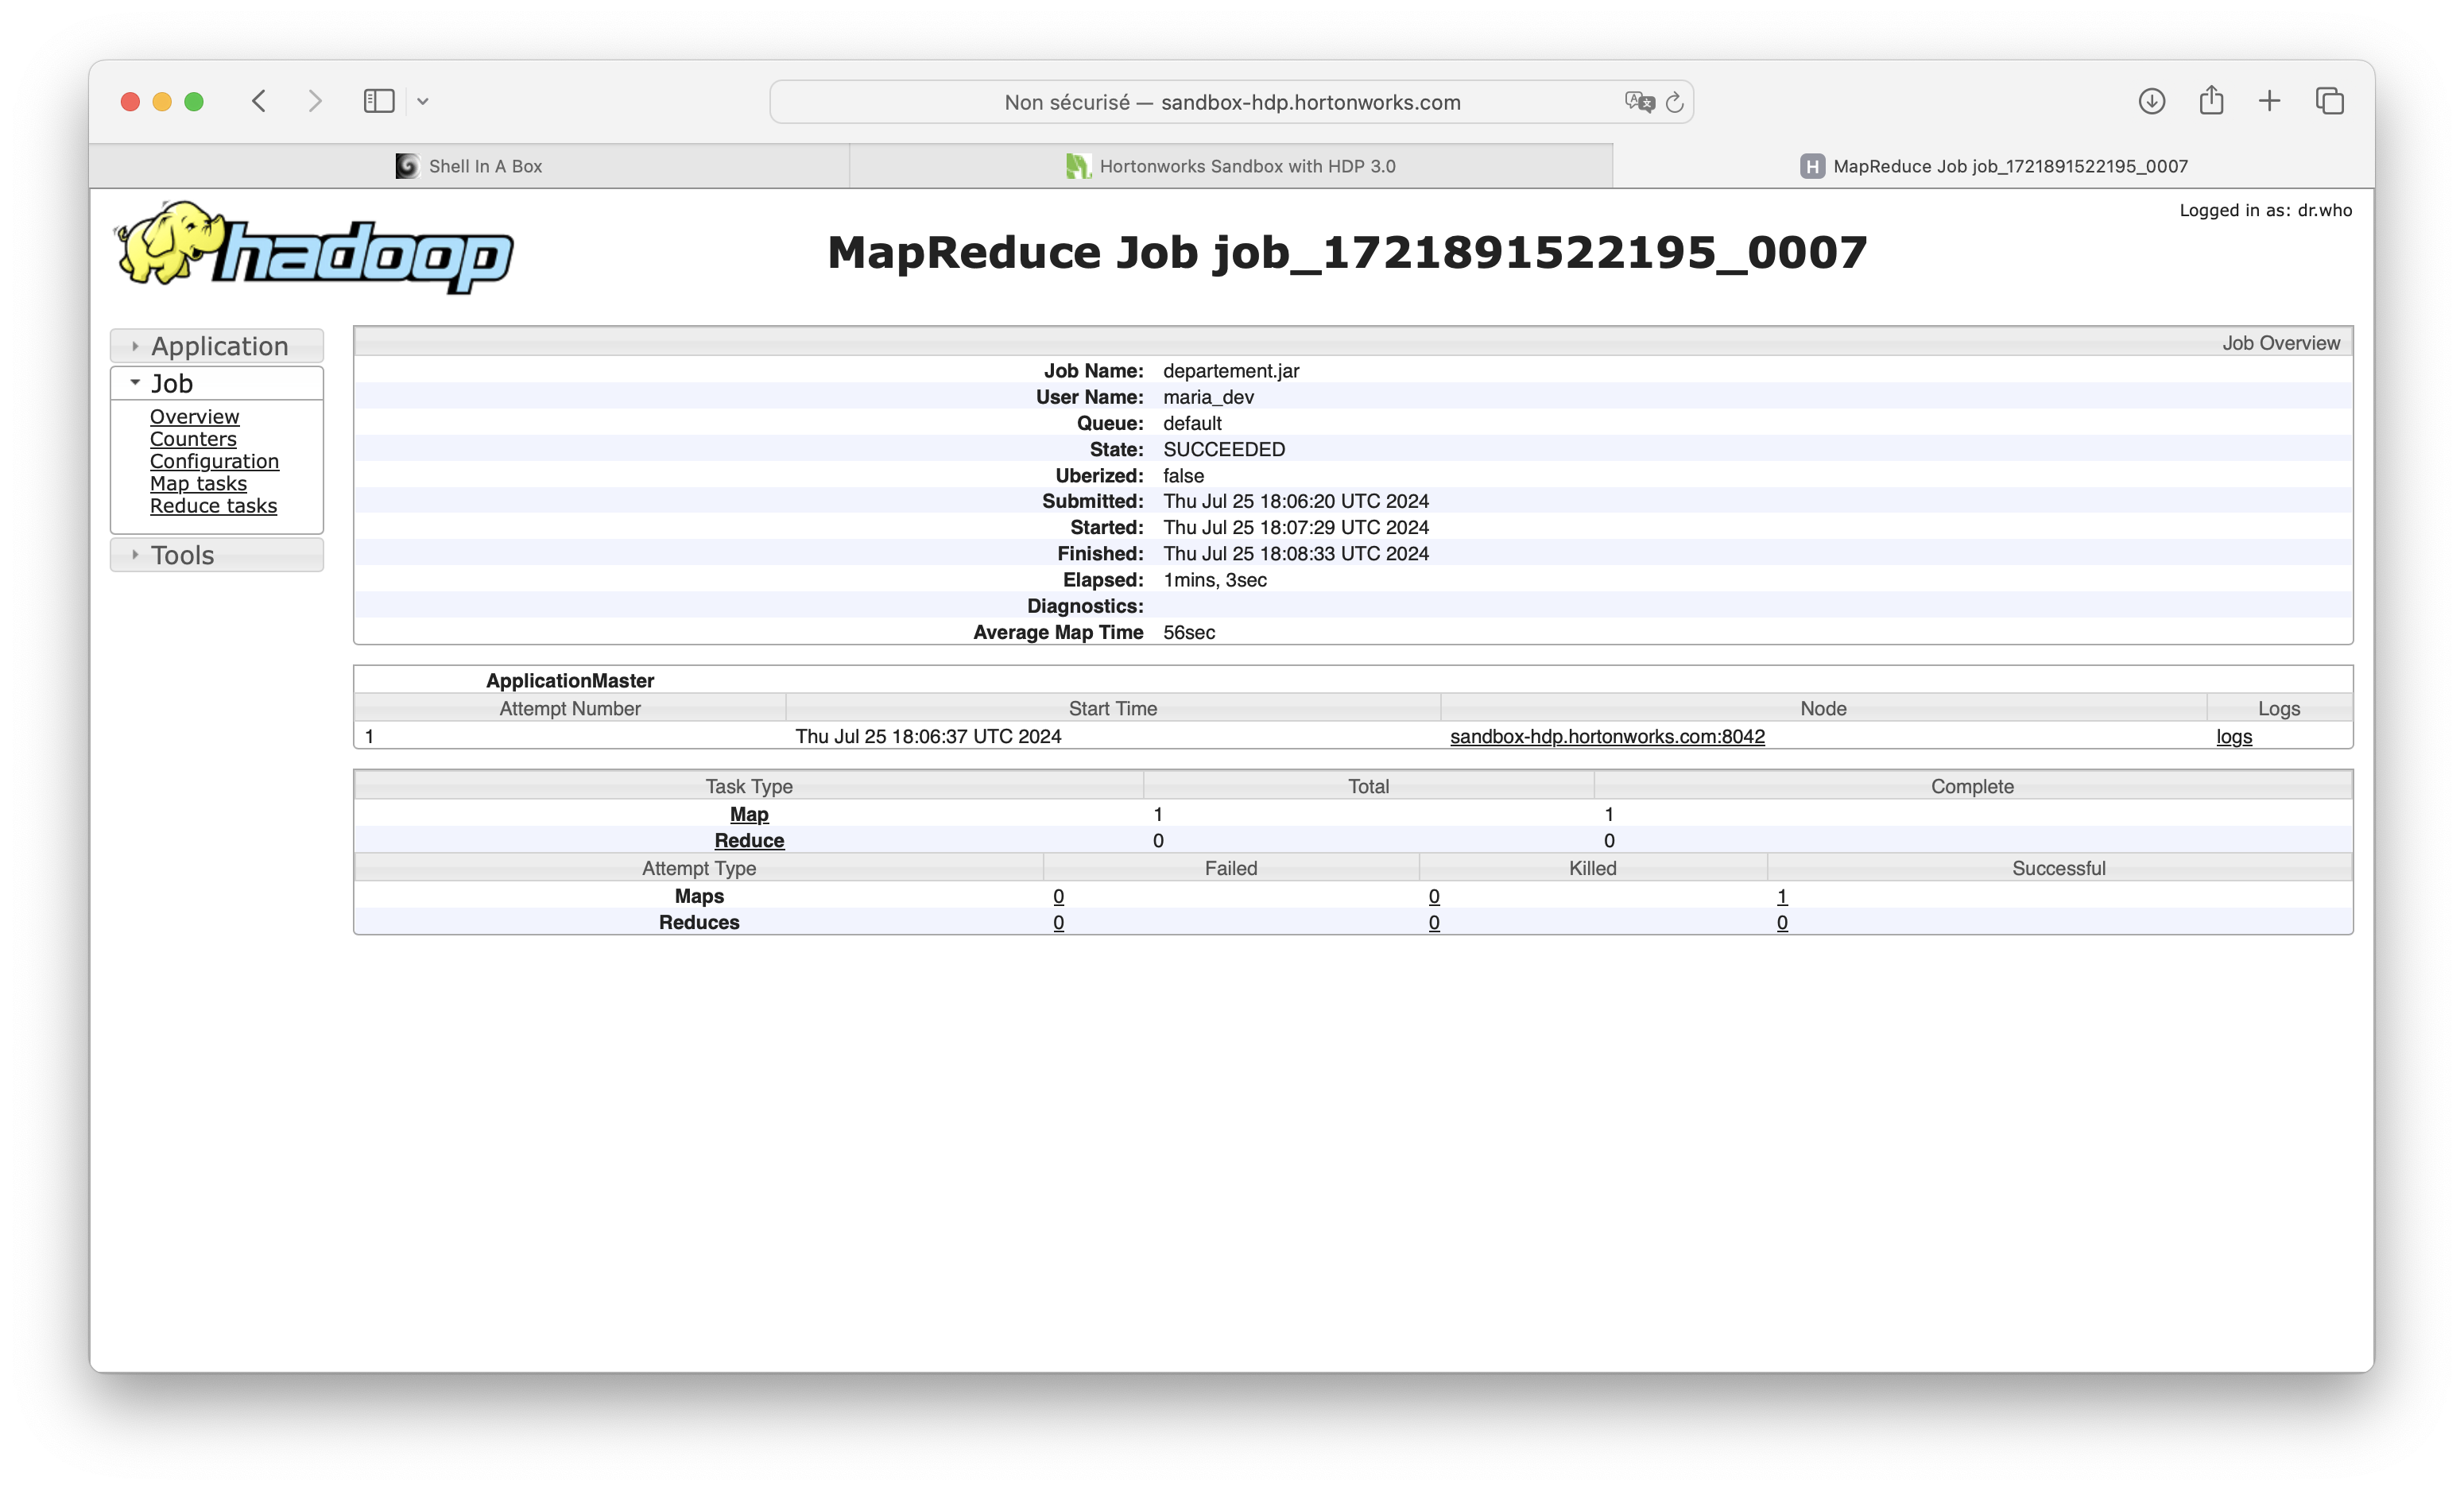 Non sécurisé — sandbox-hdp.hortonworks.com
Shell In A Box
Hortonworks Sandbox with HDP 3.0
H MapReduce Job job_1721891522195_0007
Logged in as: dr.who
hadoop
MapReduce Job job_1721891522195_0007
Application
Job
Overview
Counters
Configuration
Map tasks
Reduce tasks
Tools
Job Overview
Job Name: departement.jar
User Name: maria_dev
Queue: default
State: SUCCEEDED
Uberized: false
Submitted: Thu Jul 25 18:06:20 UTC 2024
Started: Thu Jul 25 18:07:29 UTC 2024
Finished: Thu Jul 25 18:08:33 UTC 2024
Elapsed: 1mins, 3sec
Diagnostics:
Average Map Time 56sec
ApplicationMaster
Attempt Number Start Time Node Logs
1 Thu Jul 25 18:06:37 UTC 2024 sandbox-hdp.hortonworks.com:8042 logs
Task Type Total Complete
Map 1 1
Reduce 0 0
Attempt Type Failed Killed Successful
Maps 0 0 1
Reduces 0 0 0